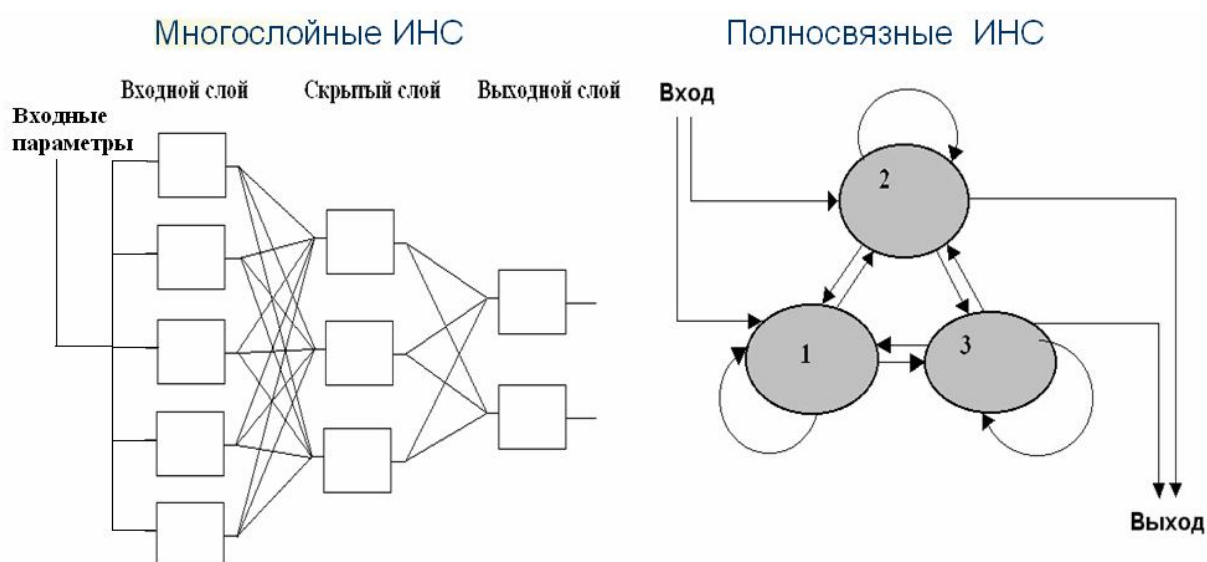 Многослойные ИНС
Полносвязные ИНС
Входной слой
Скрытый слой
Выходной слой
Входные
параметры
Вход
2
1
3
Выход